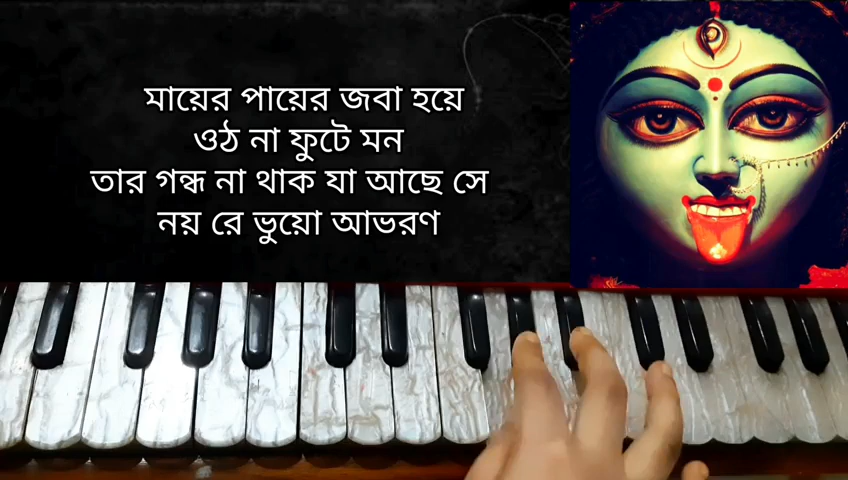 মায়ের পায়ের জবা হয়ে
ওঠ না ফুটে মন
তার গন্ধ না থাক যা আছে সে
নয় রে ভুয়ো আভরণ